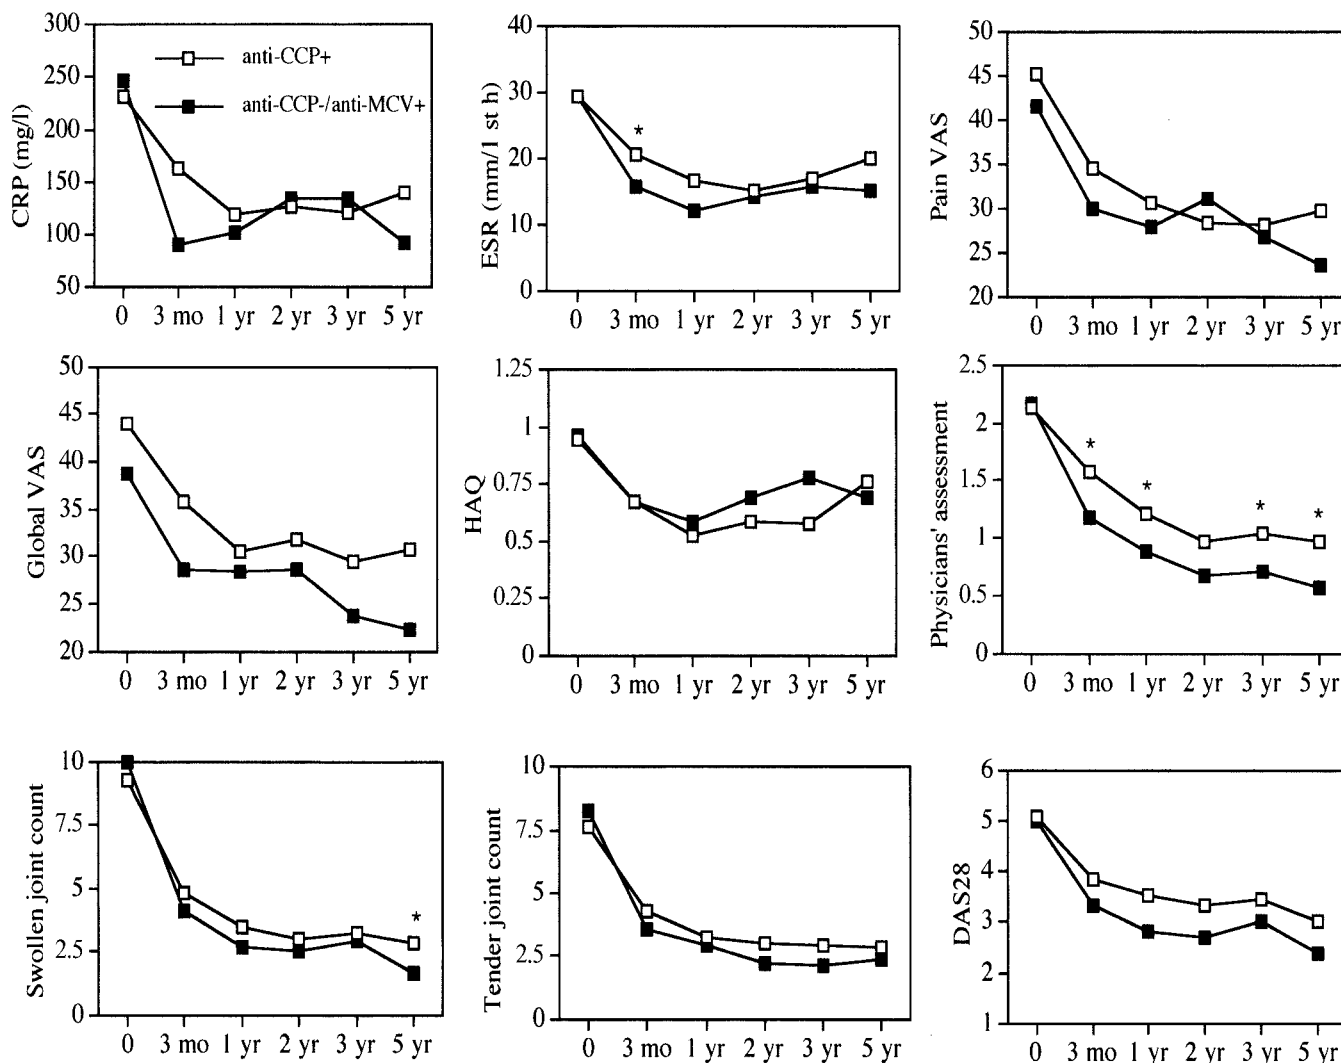 300
250
200
150
100
50
CRP (mg/l)
anti-CCP+
anti-CCP-/anti-MCV+
0 3 mo 1 yr 2 yr 3 yr 5 yr
40
30
20
10
0
ESR (mm/1 st h)
*
0 3 mo 1 yr 2 yr 3 yr 5 yr
50
45
40
35
30
25
20
Pain VAS
0 3 mo 1 yr 2 yr 3 yr 5 yr
50
45
40
35
30
25
20
Global VAS
0 3 mo 1 yr 2 yr 3 yr 5 yr
1.25
1
0.75
0.5
0.25
0
HAQ
0 3 mo 1 yr 2 yr 3 yr 5 yr
2.5
2
1.5
1
0.5
0
Physicians' assessment
* * * *
0 3 mo 1 yr 2 yr 3 yr 5 yr
10
7.5
5
2.5
0
Swollen joint count
*
0 3 mo 1 yr 2 yr 3 yr 5 yr
10
7.5
5
2.5
0
Tender joint count
0 3 mo 1 yr 2 yr 3 yr 5 yr
6
5
4
3
2
1
DAS28
0 3 mo 1 yr 2 yr 3 yr 5 yr